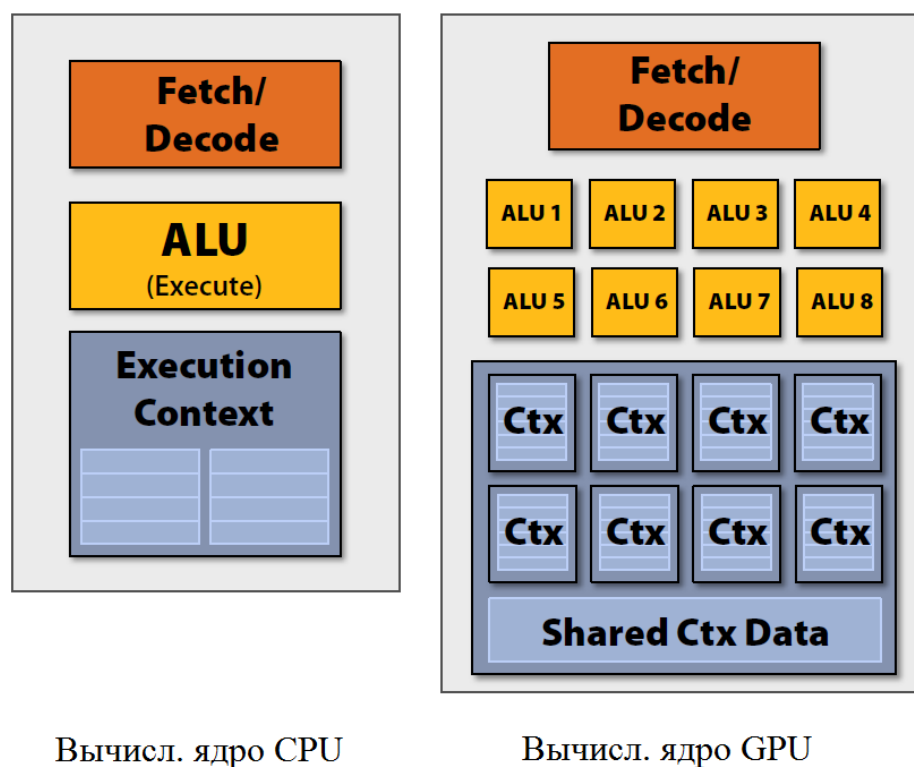 Fetch/
Decode
ALU
(Execute)
Execution
Context
Вычисл. ядро CPU
Fetch/
Decode
ALU 1 ALU 2 ALU 3 ALU 4
ALU 5 ALU 6 ALU 7 ALU 8
Ctx Ctx Ctx Ctx
Ctx Ctx Ctx Ctx
Shared Ctx Data
Вычисл. ядро GPU